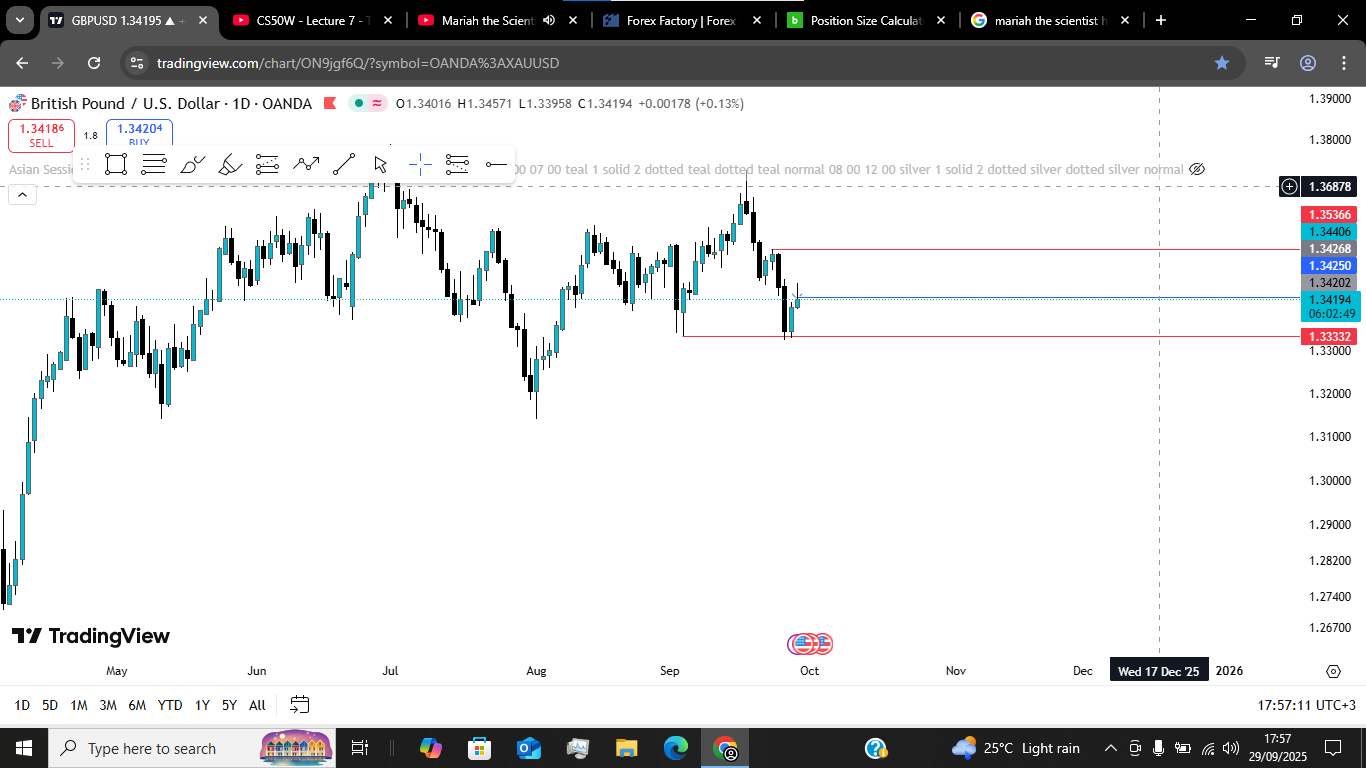 GBPUSD 1.34195 ▲ +
CS50W - Lecture 7 - T
Mariah the Scient
Forex Factory | Forex
Position Size Calculat
mariah the scientist h
tradingview.com/chart/ON9jgf6Q/?symbol=OANDA%3AXAUUSD
British Pound / U.S. Dollar · 1D · OANDA
O1.34016 H1.34571 L1.33958 C1.34194 +0.00178 (+0.13%)
1.34186
SELL
1.8
1.34204
BUY
Asian Sessi
00 07 00 teal 1 solid 2 dotted teal dotted teal normal 08 00 12 00 silver 1 solid 2 dotted silver dotted silver normal
1.39000
1.38000
1.36878
1.35366
1.34406
1.34268
1.34250
1.34202
1.34194
06:02:49
1.33332
1.33000
1.32000
1.31000
1.30000
1.29000
1.28200
1.27400
1.26700
TradingView
May
Jun
Jul
Aug
Sep
Oct
Nov
Dec
Wed 17 Dec '25
2026
1D 5D 1M 3M 6M YTD 1Y 5Y All
17:57:11 UTC+3
Type here to search
25°C Light rain
17:57
29/09/2025